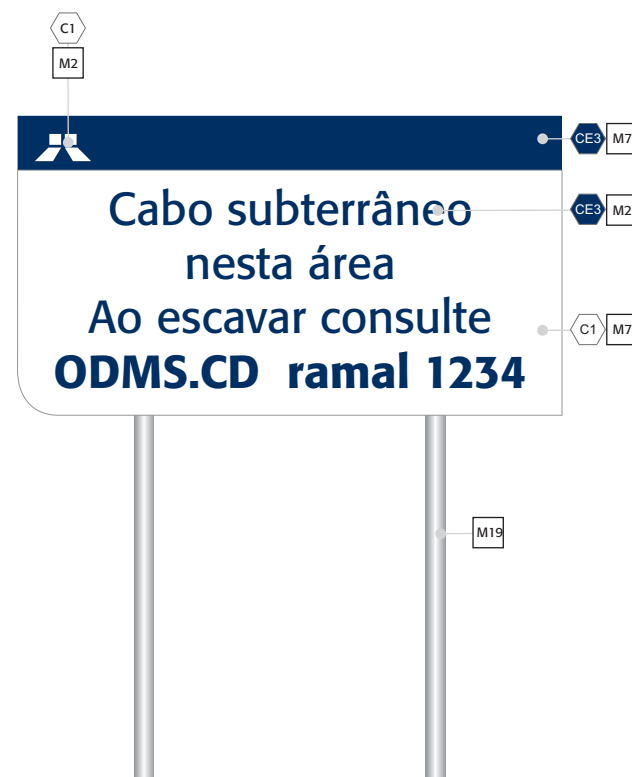 C1
M2
CE3 M7
Cabo subterrâneo
CE3 M2
nesta área
Ao escavar consulte
C1 M7
ODMS.CD ramal 1234
M19